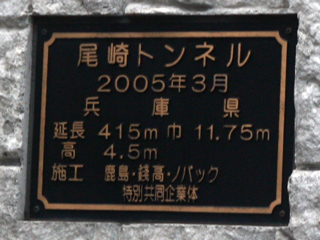 尾崎トンネル
2005年3月
兵庫県
延長 415m 巾 11.75m
高 4.5m
施工 鹿島・銭高・ノバック
特別共同企業体